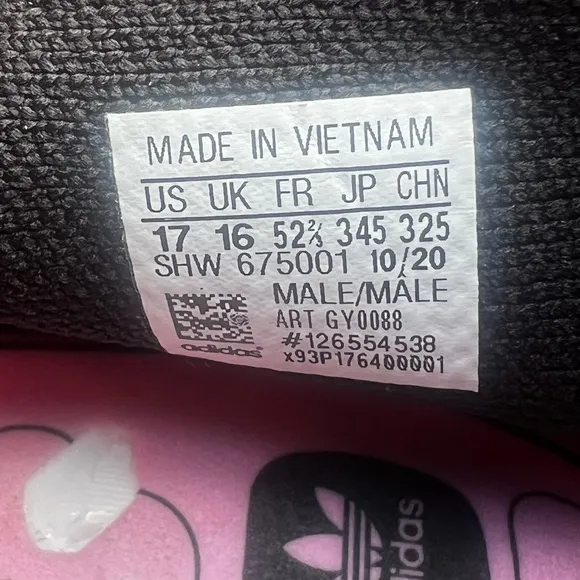 MADE IN VIETNAM
US UK FR JP CHN
17 16 52⅔ 345 325
SHW 675001 10/20
MALE/MÂLE
ART GY0088
adidas #126554538
x93P176400001
adidas